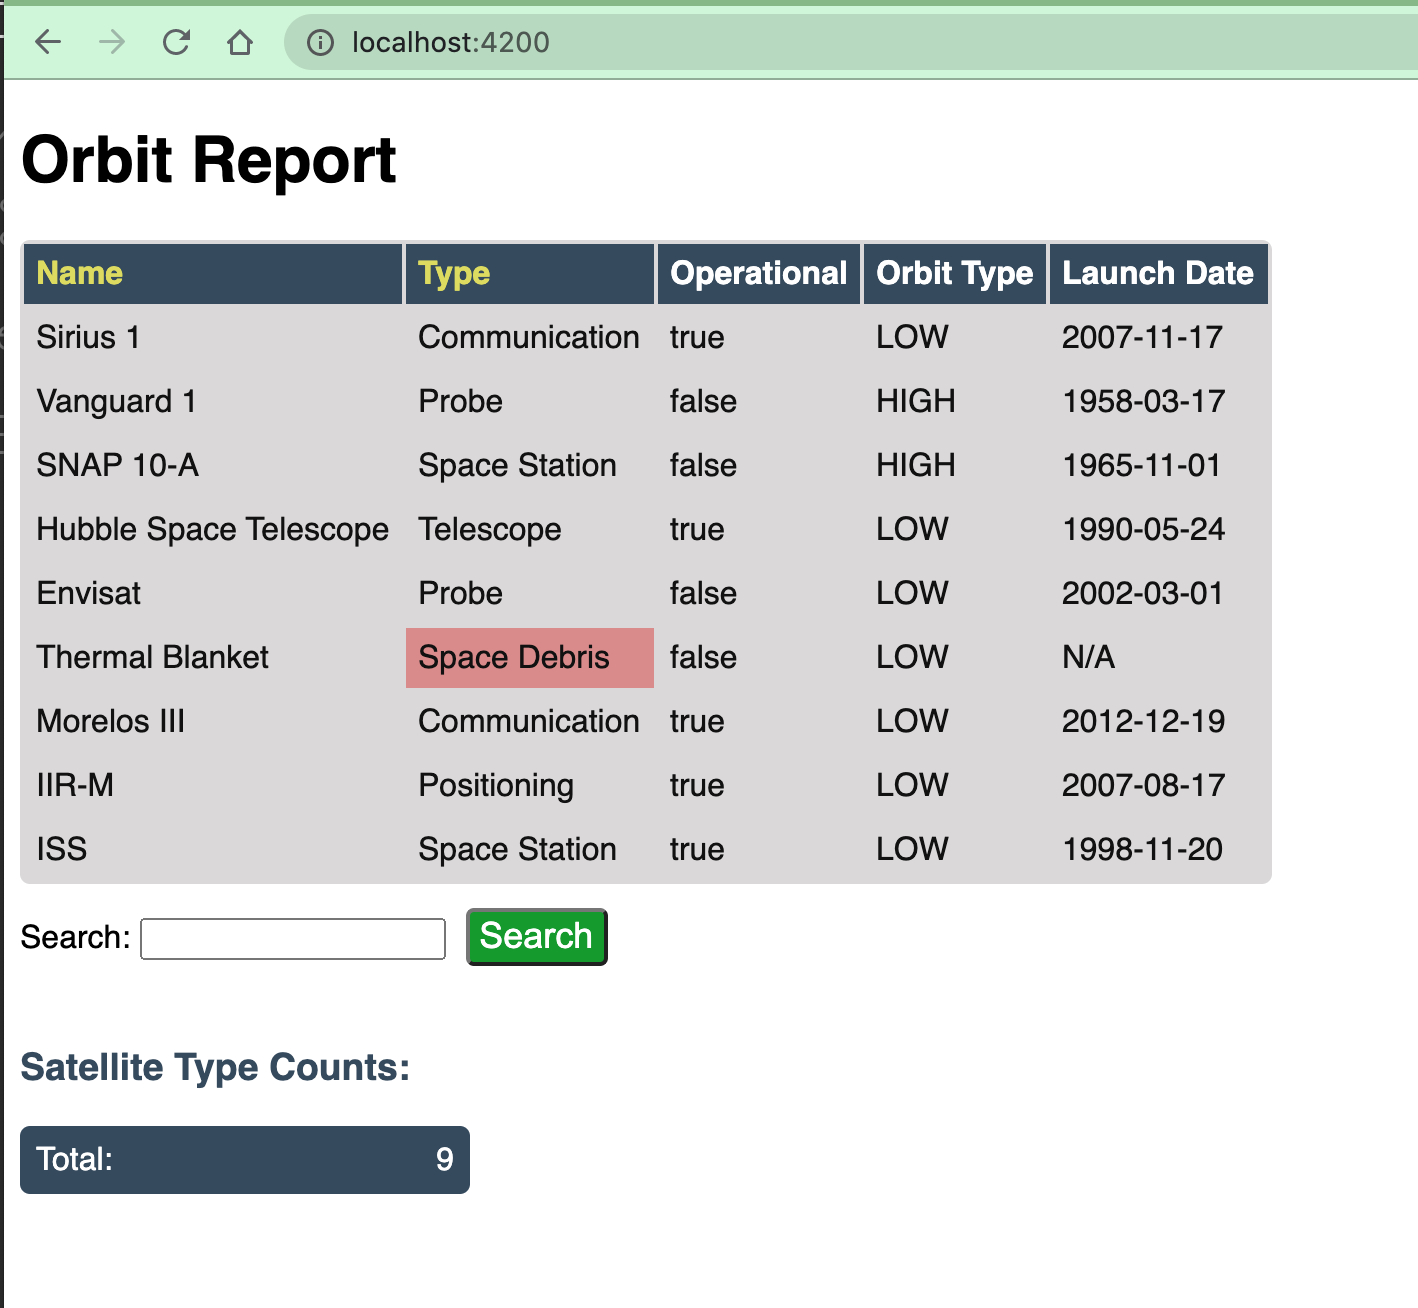 localhost:4200
Orbit Report
Name Type Operational Orbit Type Launch Date
Sirius 1 Communication true LOW 2007-11-17
Vanguard 1 Probe false HIGH 1958-03-17
SNAP 10-A Space Station false HIGH 1965-11-01
Hubble Space Telescope Telescope true LOW 1990-05-24
Envisat Probe false LOW 2002-03-01
Thermal Blanket Space Debris false LOW N/A
Morelos III Communication true LOW 2012-12-19
IIR-M Positioning true LOW 2007-08-17
ISS Space Station true LOW 1998-11-20
Search: Search
Satellite Type Counts:
Total: 9